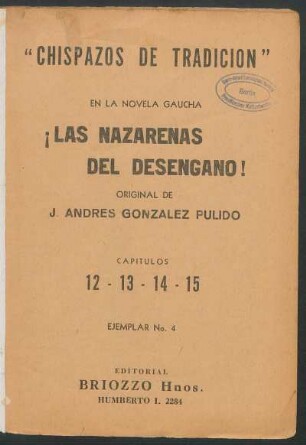 "CHISPAZOS DE TRADICION"
Berlin
EN LA NOVELA GAUCHA
¡LAS NAZARENAS
DEL DESENGANO!
ORIGINAL DE
J. ANDRES GONZALEZ PULIDO
CAPITULOS
12 - 13 - 14 - 15
EJEMPLAR No. 4
EDITORIAL
BRIOZZO Hnos.
HUMBERTO I. 2284